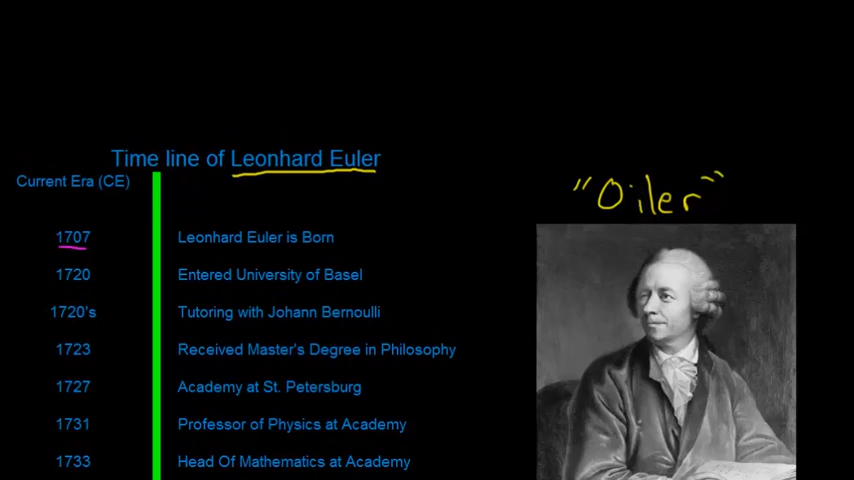 Time line of Leonhard Euler
Current Era (CE)
"Oiler"
1707 Leonhard Euler is Born
1720 Entered University of Basel
1720's Tutoring with Johann Bernoulli
1723 Received Master's Degree in Philosophy
1727 Academy at St. Petersburg
1731 Professor of Physics at Academy
1733 Head Of Mathematics at Academy